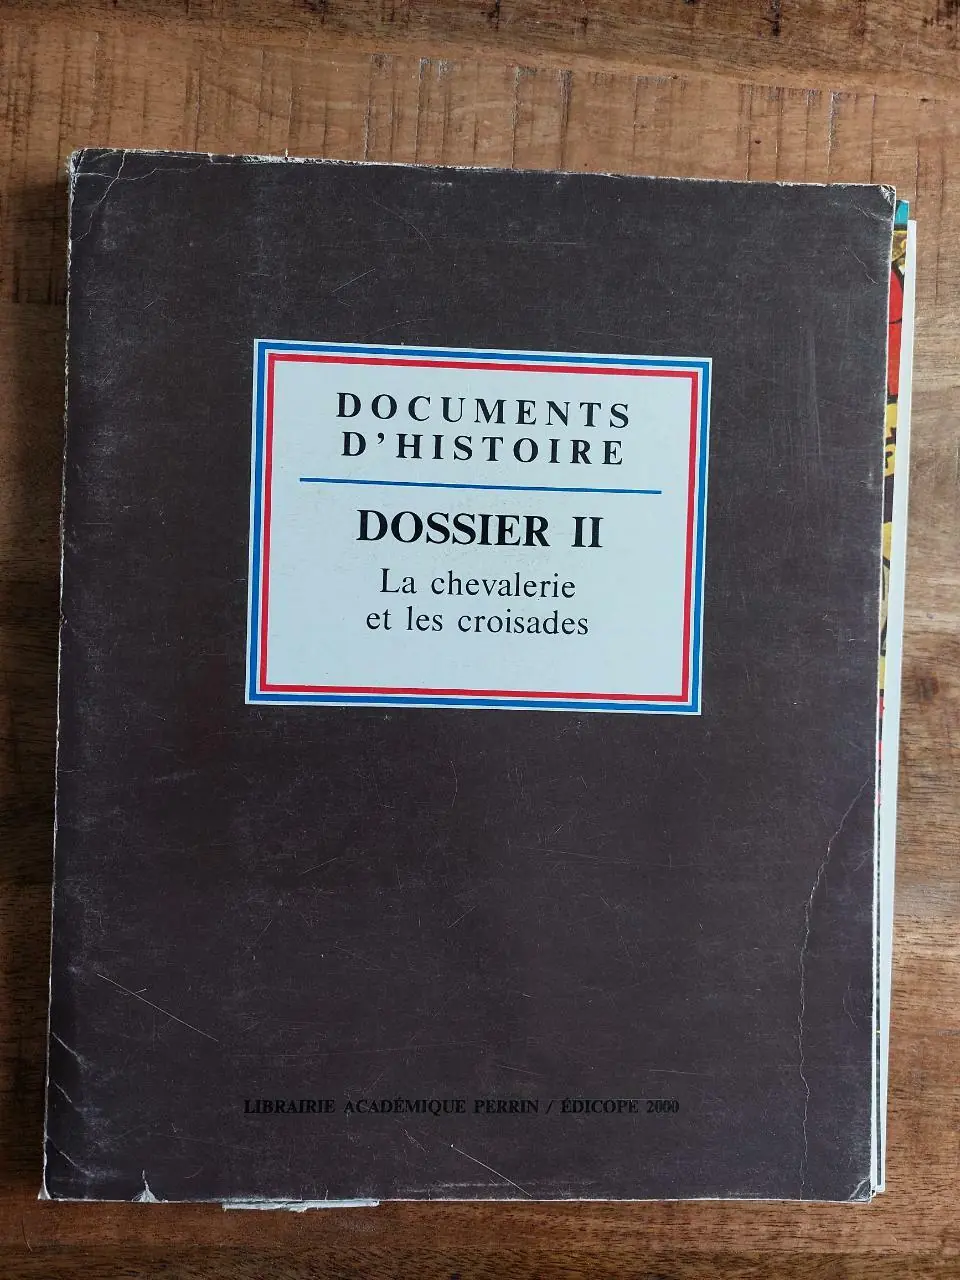 DOCUMENTS
D'HISTOIRE
DOSSIER II
La chevalerie
et les croisades
LIBRAIRIE ACADÉMIQUE PERRIN / ÉDICOPE 2000